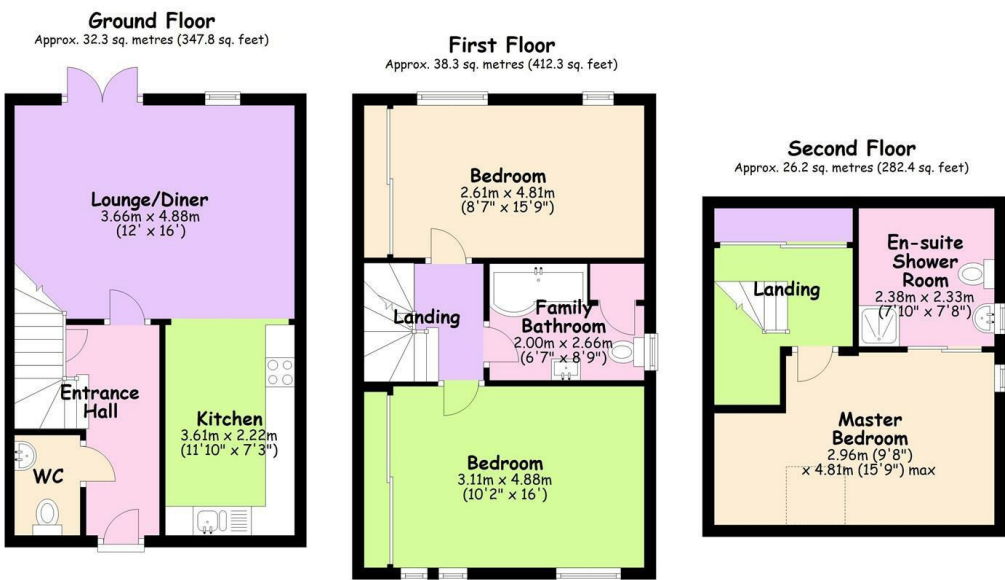 Ground Floor
Approx. 32.3 sq. metres (347.8 sq. feet)
Lounge/Diner
3.66m x 4.88m
(12' x 16')
Entrance
Hall
Kitchen
3.61m x 2.22m
(11'10" x 7'3")
WC
First Floor
Approx. 38.3 sq. metres (412.3 sq. feet)
Bedroom
2.61m x 4.81m
(8'7" x 15'9")
Landing
Family
Bathroom
2.00m x 2.66m
(6'7" x 8'9")
Bedroom
3.11m x 4.88m
(10'2" x 16')
Second Floor
Approx. 26.2 sq. metres (282.4 sq. feet)
En-suite
Shower
Room
2.38m x 2.33m
(7'10" x 7'8")
Landing
Master
Bedroom
2.96m (9'8")
x 4.81m (15'9") max